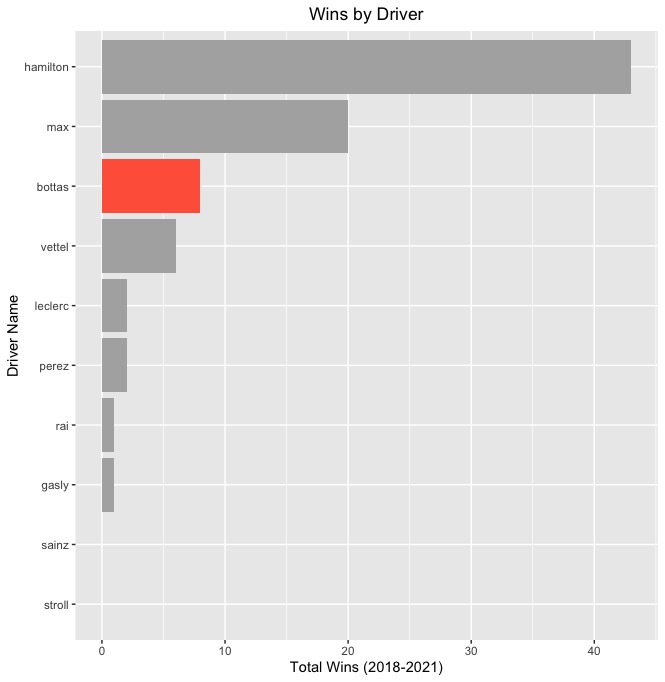 Wins by Driver
hamilton
max
bottas
vettel
leclerc
perez
rai
gasly
sainz
stroll
Driver Name
0 10 20 30 40
Total Wins (2018-2021)